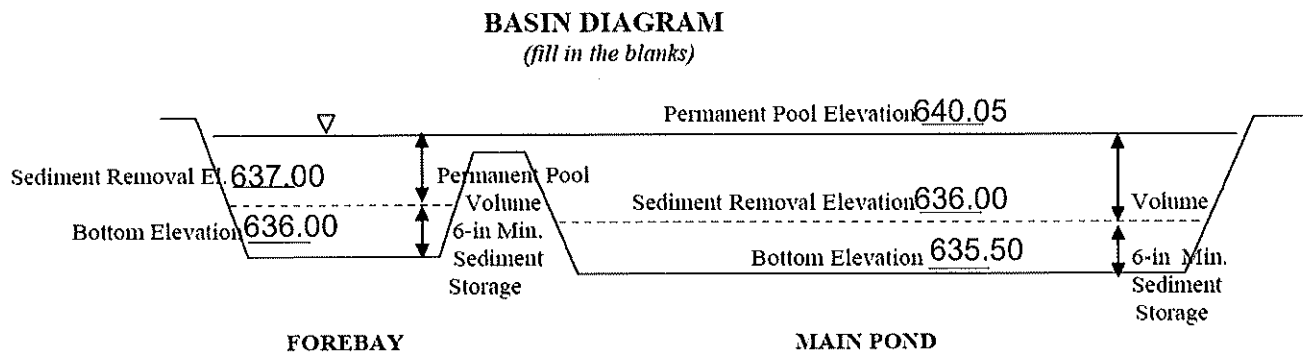 BASIN DIAGRAM
(fill in the blanks)
Permanent Pool Elevation 640.05
Sediment Removal El. 637.00
Permanent Pool
Volume
Sediment Removal Elevation 636.00
Volume
Bottom Elevation 636.00
6-in Min.
Sediment
Storage
Bottom Elevation 635.50
6-in Min.
Sediment
Storage
FOREBAY
MAIN POND